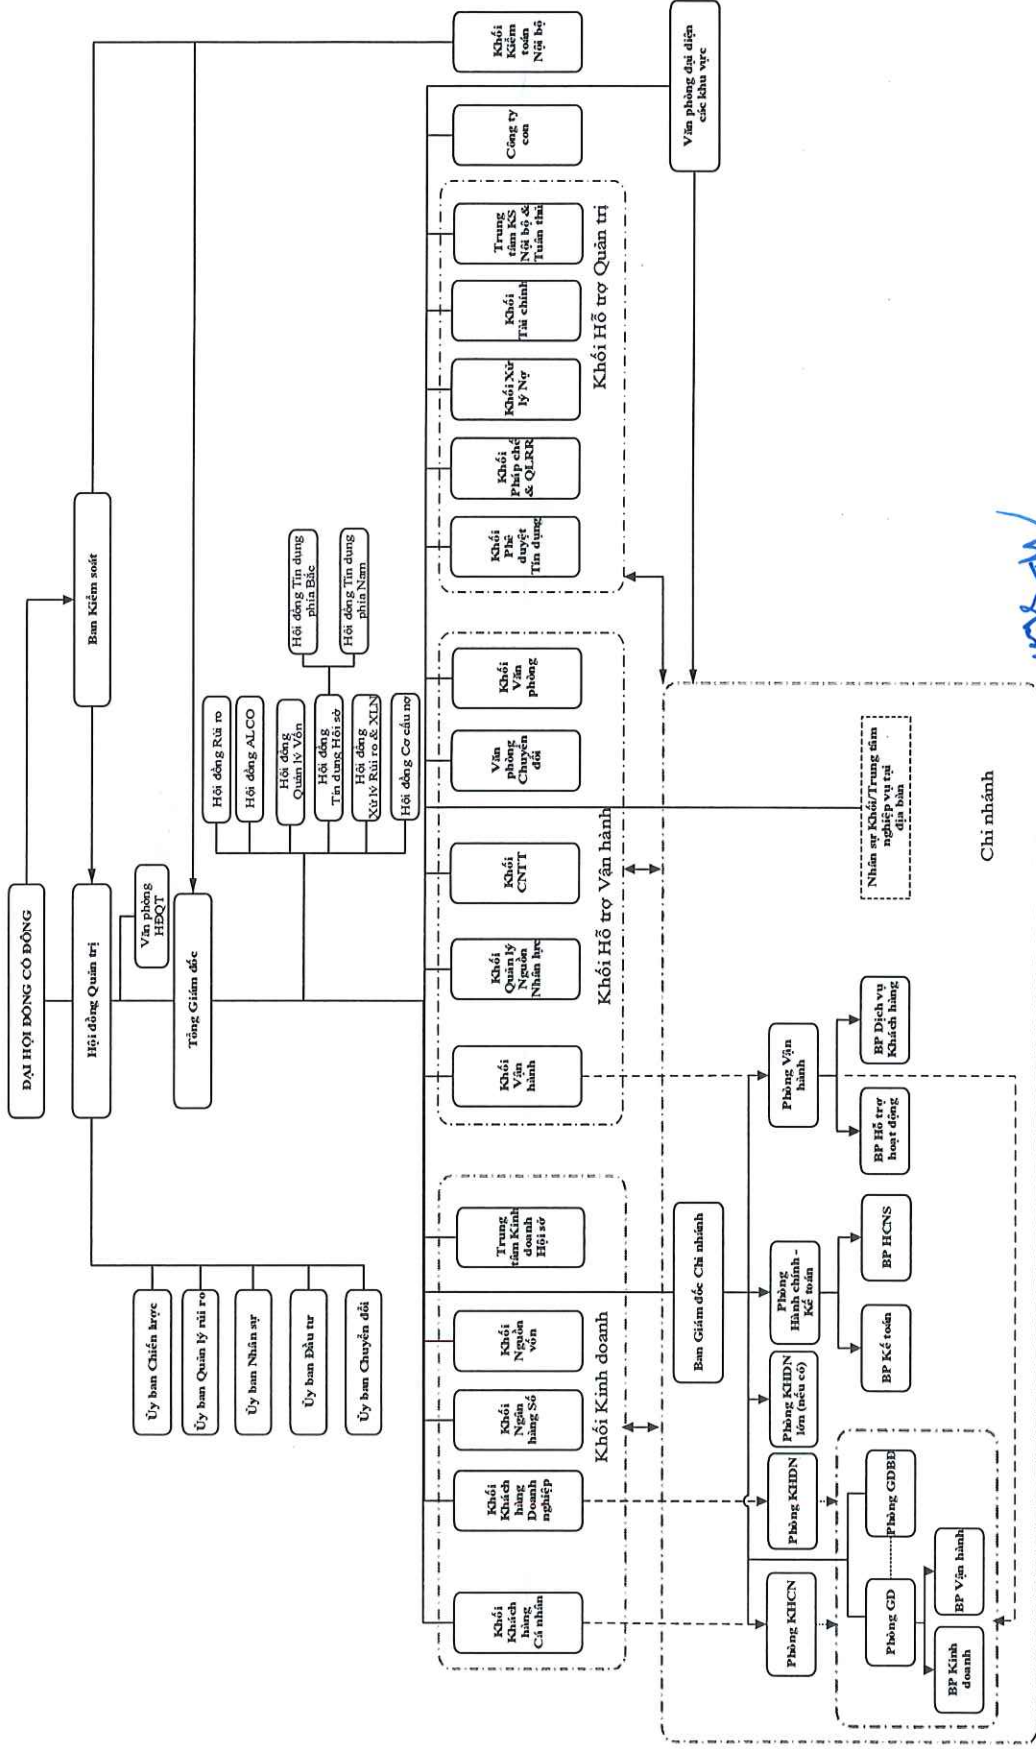 ĐẠI HỘI ĐỒNG CỔ ĐÔNG
Hội đồng Quản trị
Ban Kiểm soát
Văn phòng
HĐQT
Tổng Giám đốc
Ủy ban Chiến lược
Ủy ban Quản lý rủi ro
Ủy ban Nhân sự
Ủy ban Đầu tư
Ủy ban Chuyển đổi
Hội đồng Rủi ro
Hội đồng ALCO
Hội đồng
Quản lý Vốn
Hội đồng
Tín dụng Hội sở
Hội đồng
Xử lý Rủi ro & XLN
Hội đồng Cơ cấu nợ
Hội đồng Tín dụng
phía Bắc
Hội đồng Tín dụng
phía Nam
Khối
Khách
hàng
Cá nhân
Khối
Khách
hàng
Doanh
nghiệp
Khối
Ngân
hàng Số
Khối
Nguồn
vốn
Trung
tâm Kinh
doanh
Hội sở
Khối Kinh doanh
Khối
Vận
hành
Khối
Quản lý
Nguồn
Nhân lực
Khối
CNTT
Văn
phòng
Chuyển
đổi
Khối
Văn
phòng
Khối Hỗ trợ Vận hành
Khối
Phê
duyệt
Tín dụng
Khối
Pháp chế
& QLRR
Khối Xử
lý Nợ
Khối
Tài chính
Trung
tâm KS
Nội bộ &
Tuân thủ
Khối Hỗ trợ Quản trị
Công ty
con
Khối
Kiểm
toán
Nội bộ
Văn phòng đại diện
các khu vực
Ban Giám đốc Chi nhánh
Phòng KHCN
Phòng KHDN
Phòng KHDN
lớn (nếu có)
Phòng
Hành chính -
Kế toán
Phòng Vận
hành
Phòng GD
Phòng GDBĐ
BP Kế toán
BP HCNS
BP Hỗ trợ
hoạt động
BP Dịch vụ
Khách hàng
BP Kinh
doanh
BP Vận hành
Nhân sự Khối/Trung tâm
nghiệp vụ tại
địa bàn
Chi nhánh